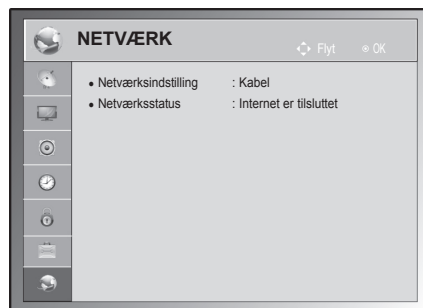 NETVÆRK
Flyt OK
• Netværksindstilling : Kabel
• Netværksstatus : Internet er tilsluttet